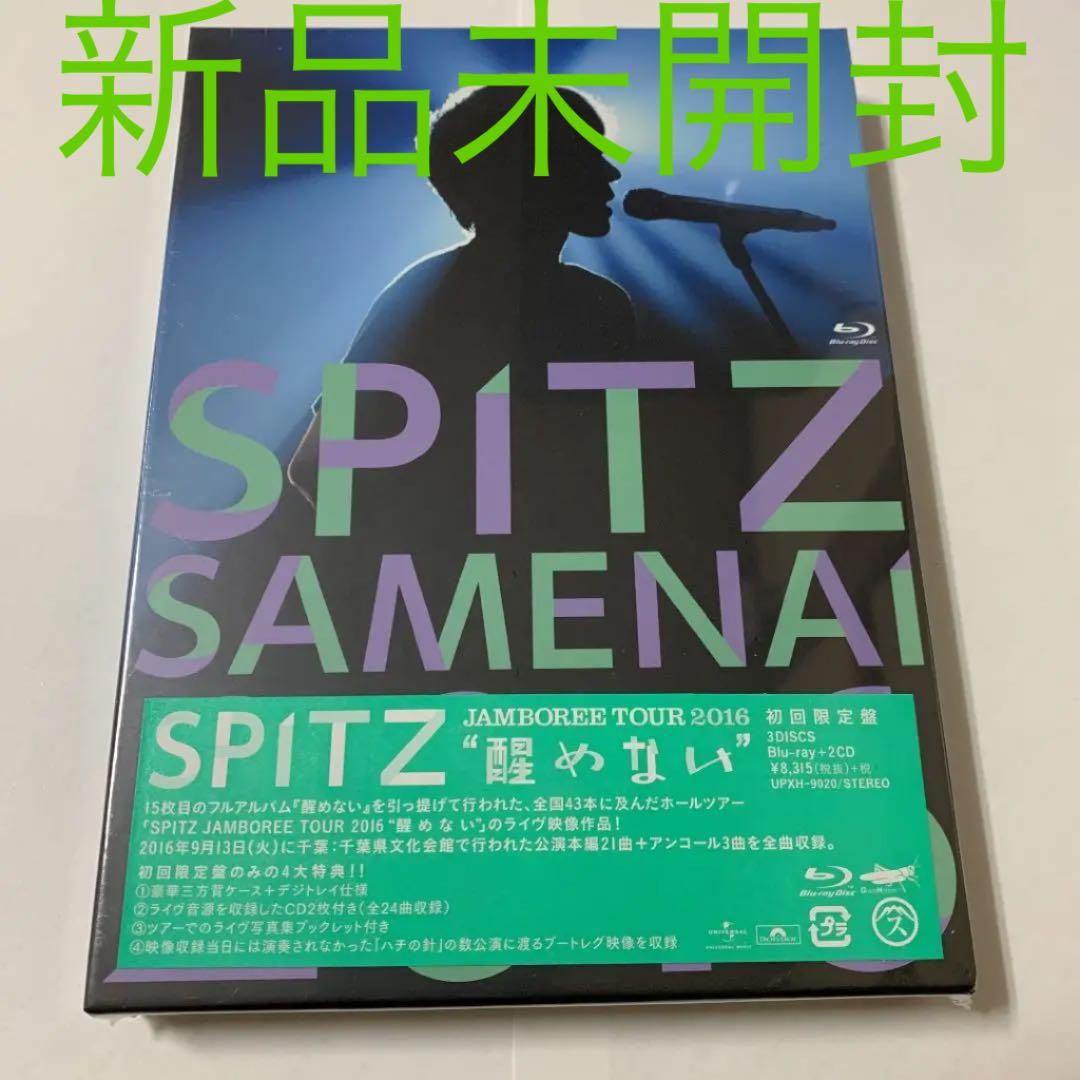 新品未開封
Blu-ray Disc
SPITZ
SAMENAI
SPITZ
JAMBOREE TOUR 2016
“醒めない”
初回限定盤
3DISCS
Blu-ray+2CD
¥8,315(税抜)+税
UPXH-9020/STEREO
15枚目のフルアルバム『醒めない』を引っ提げて行われた、全国43本に及んだホールツアー
「SPITZ JAMBOREE TOUR 2016 “醒めない”」のライヴ映像作品!
2016年9月13日(火)に千葉:千葉県文化会館で行われた公演本編21曲+アンコール3曲を全曲収録。
初回限定盤のみの4大特典!!
①豪華三方背ケース+デジトレイ仕様
②ライヴ音源を収録したCD2枚付き(全24曲収録)
③ツアーでのライヴ写真集ブックレット付き
④映像収録当日には演奏されなかった「ハチの針」の数公演に渡るブートレグ映像を収録
Blu-ray Disc
UNIVERSAL
UNIVERSAL MUSIC
プラ
ス